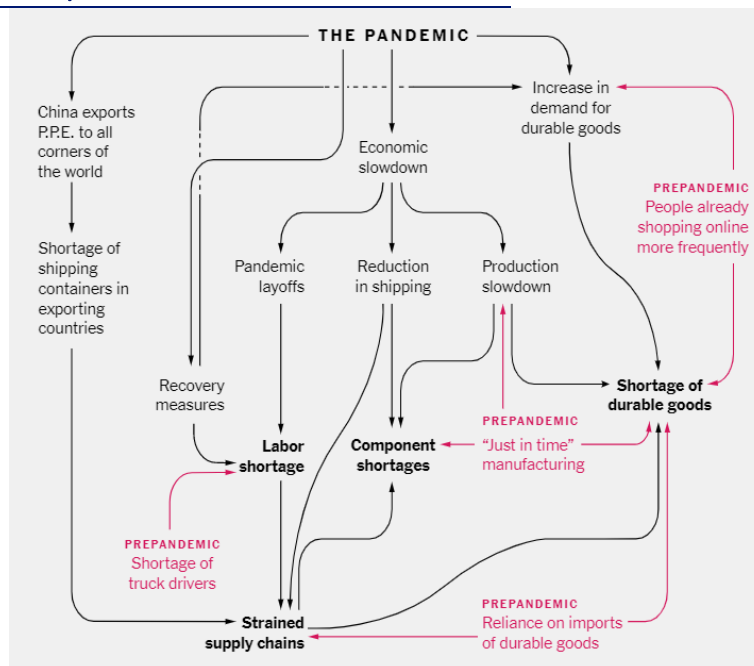 THE PANDEMIC
China exports
P.P.E. to all
corners of
the world
Increase in
demand for
durable goods
Economic
slowdown
PREPANDEMIC
People already
shopping online
more frequently
Shortage of
shipping
containers in
exporting
countries
Pandemic
layoffs
Reduction
in shipping
Production
slowdown
Recovery
measures
Shortage of
durable goods
PREPANDEMIC
“Just in time”
manufacturing
Labor
shortage
Component
shortages
PREPANDEMIC
Shortage of
truck drivers
PREPANDEMIC
Reliance on imports
of durable goods
Strained
supply chains